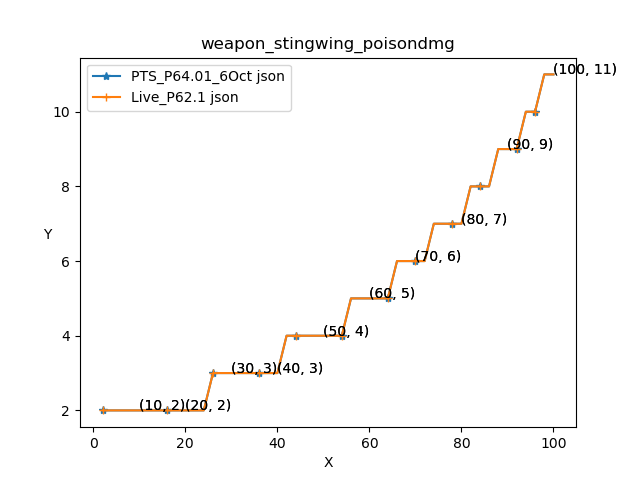 weapon_stingwing_poisondmg
PTS_P64.01_6Oct json
Live_P62.1 json
(100, 11)
10
(90, 9)
8
(80, 7)
Y
6
(70, 6)
(60, 5)
4
(50, 4)
(30, 3)(40, 3)
2
(10, 2)(20, 2)
0 20 40 60 80 100
X